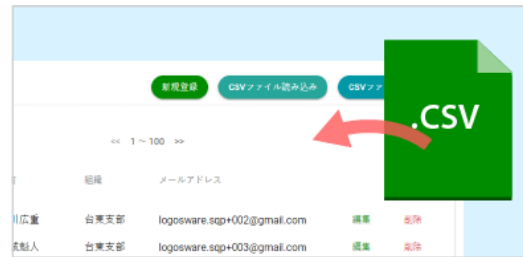 新規登録 CSVファイル読み込み CSVファ
.CSV
<< 1 ~ 100 >>
組織 メールアドレス
川広重 台東支部 logosware.sqp+002@gmail.com 編集 削除
台東支部 logosware.sqp+003@gmail.com 編集 削除